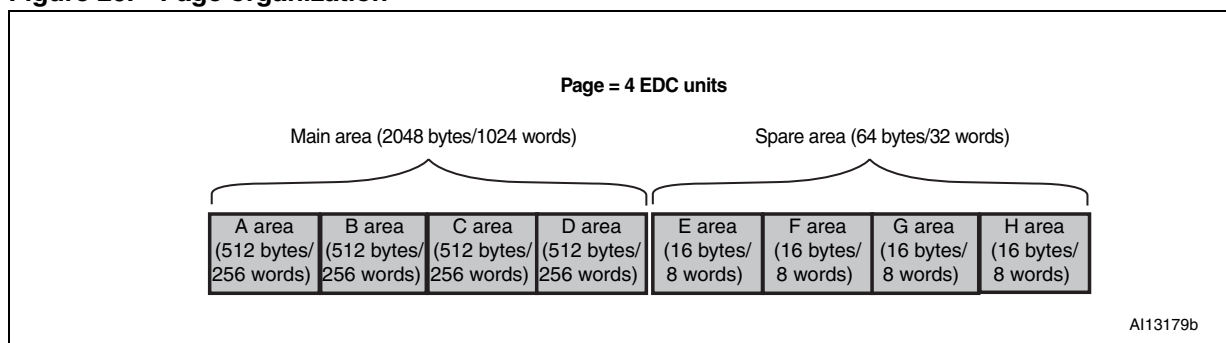 Page = 4 EDC units
Main area (2048 bytes/1024 words)
Spare area (64 bytes/32 words)
A area
(512 bytes/
256 words)
B area
(512 bytes/
256 words)
C area
(512 bytes/
256 words)
D area
(512 bytes/
256 words)
E area
(16 bytes/
8 words)
F area
(16 bytes/
8 words)
G area
(16 bytes/
8 words)
H area
(16 bytes/
8 words)
AI13179b